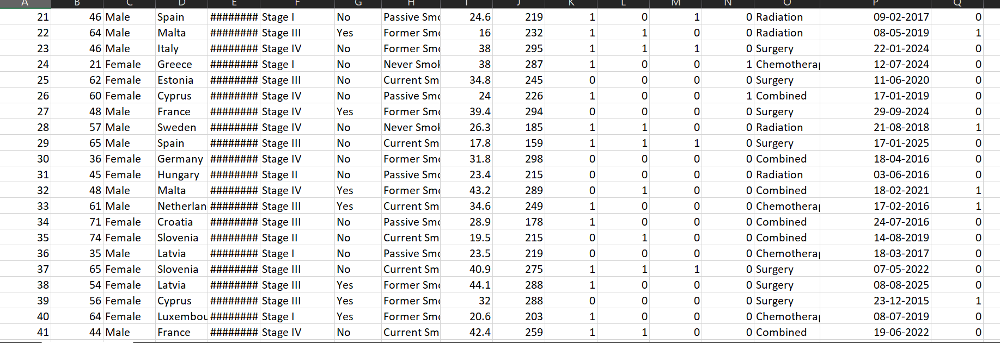 A B C D E F G H I J K L M N O P Q
21 46 Male Spain ######## Stage I No Passive Smo 24.6 219 1 0 1 0 Radiation 09-02-2017 0
22 64 Male Malta ######## Stage III Yes Former Smo 16 232 1 1 0 0 Radiation 08-05-2019 1
23 46 Male Italy ######## Stage IV No Former Smo 38 295 1 1 1 0 Surgery 22-01-2024 0
24 21 Female Greece ######## Stage I No Never Smok 38 287 1 0 0 1 Chemotherap 12-07-2024 0
25 62 Female Estonia ######## Stage III No Current Sm 34.8 245 0 0 0 0 Surgery 11-06-2020 0
26 60 Female Cyprus ######## Stage IV No Passive Smo 24 226 1 0 0 1 Combined 17-01-2019 0
27 48 Male France ######## Stage IV Yes Former Smo 39.4 294 0 0 0 0 Surgery 29-09-2024 0
28 57 Male Sweden ######## Stage IV No Never Smok 26.3 185 1 1 0 0 Radiation 21-08-2018 1
29 65 Male Spain ######## Stage III No Current Sm 17.8 159 1 1 1 0 Surgery 17-01-2025 0
30 36 Female Germany ######## Stage IV No Former Smo 31.8 298 0 0 0 0 Combined 18-04-2016 0
31 45 Female Hungary ######## Stage II No Passive Smo 23.4 215 0 0 0 0 Radiation 03-06-2016 0
32 48 Male Malta ######## Stage IV Yes Former Smo 43.2 289 0 1 0 0 Combined 18-02-2021 1
33 61 Male Netherlan ######## Stage III Yes Current Sm 34.6 249 1 0 0 0 Chemotherap 17-02-2016 1
34 71 Female Croatia ######## Stage III No Passive Smo 28.9 178 1 0 0 0 Combined 24-07-2016 0
35 74 Female Slovenia ######## Stage II No Current Sm 19.5 215 0 1 0 0 Combined 14-08-2019 0
36 35 Male Latvia ######## Stage I No Passive Smo 23.5 219 0 0 0 0 Chemotherap 18-03-2017 0
37 65 Female Slovenia ######## Stage III No Current Sm 40.9 275 1 1 1 0 Surgery 07-05-2022 0
38 54 Female Latvia ######## Stage III Yes Former Smo 44.1 288 1 0 0 0 Surgery 08-08-2025 0
39 56 Female Cyprus ######## Stage III Yes Former Smo 32 288 0 0 0 0 Surgery 23-12-2015 1
40 64 Female Luxembou ######## Stage I Yes Former Smo 20.6 203 1 0 0 0 Chemotherap 08-07-2019 0
41 44 Male France ######## Stage IV No Current Sm 42.4 259 1 1 0 0 Combined 19-06-2022 0